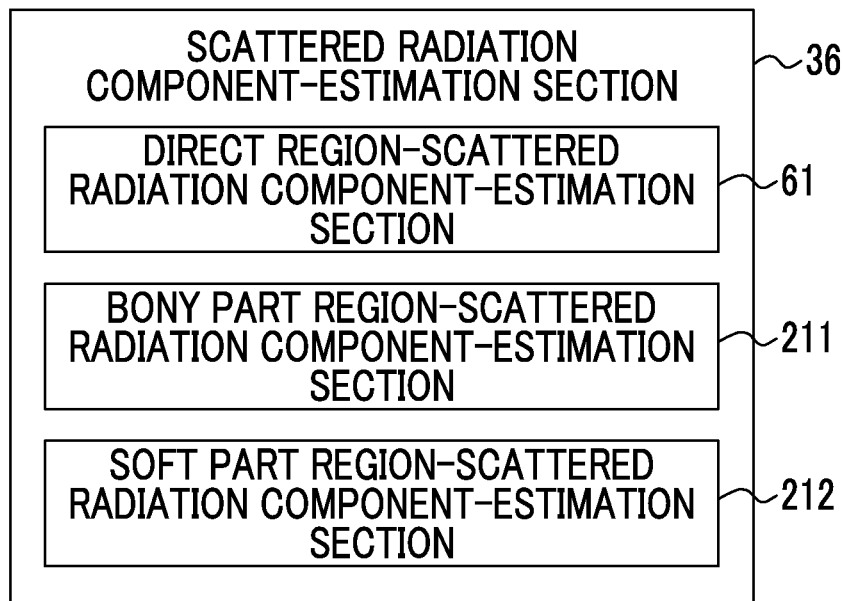 SCATTERED RADIATION
COMPONENT-ESTIMATION SECTION
36
DIRECT REGION-SCATTERED
RADIATION COMPONENT-ESTIMATION
SECTION
61
BONY PART REGION-SCATTERED
RADIATION COMPONENT-ESTIMATION
SECTION
211
SOFT PART REGION-SCATTERED
RADIATION COMPONENT-ESTIMATION
SECTION
212